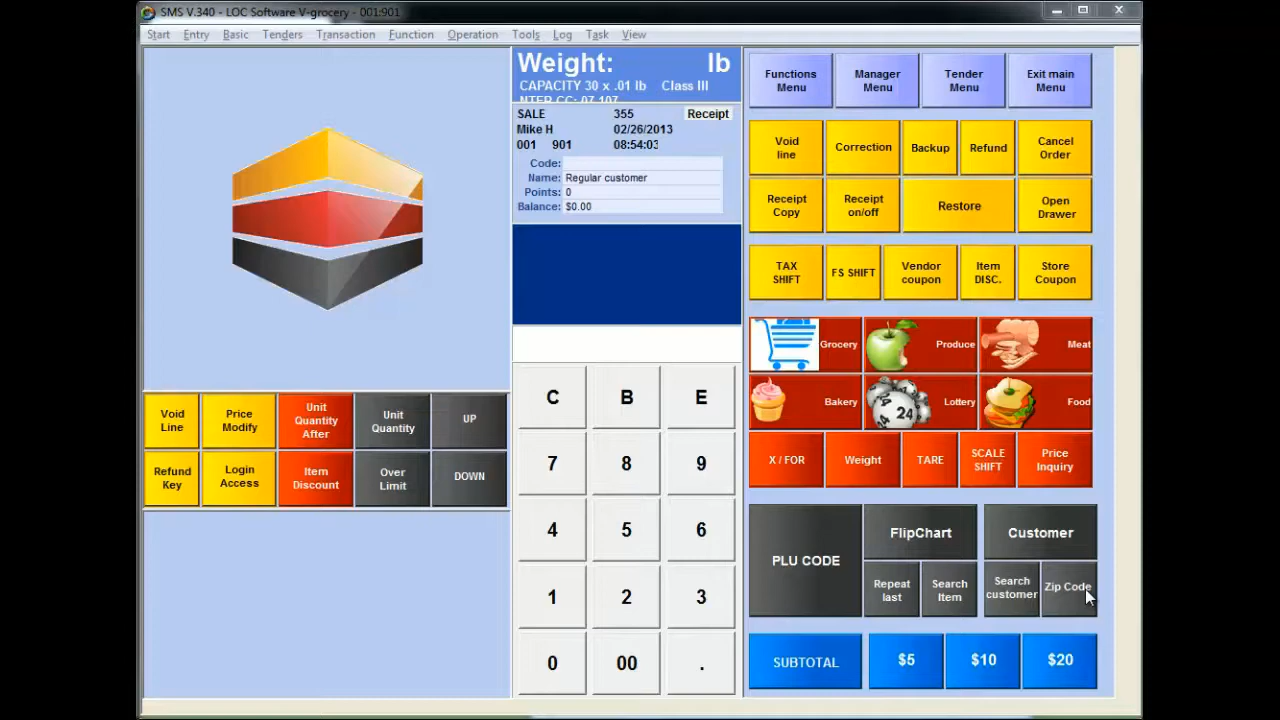 SMS V.340 - LOC Software V-grocery - 001:901
Start Entry Basic Tenders Transaction Function Operation Tools Log Task View
Weight: lb
CAPACITY 30 x .01 lb Class III
NTEP CC: 07 107
SALE 355 Receipt
Mike H 02/26/2013
001 901 08:54:03
Code:
Name: Regular customer
Points: 0
Balance: $0.00
Functions
Menu
Manager
Menu
Tender
Menu
Exit main
Menu
Void
line
Correction
Backup
Refund
Cancel
Order
Receipt
Copy
Receipt
on/off
Restore
Open
Drawer
TAX
SHIFT
FS SHIFT
Vendor
coupon
Item
DISC.
Store
Coupon
Grocery
Produce
Meat
Bakery
24
Lottery
Food
X / FOR
Weight
TARE
SCALE
SHIFT
Price
Inquiry
PLU CODE
FlipChart
Customer
Repeat
last
Search
Item
Search
customer
Zip Code
SUBTOTAL
$5
$10
$20
Void
Line
Price
Modify
Unit
Quantity
After
Unit
Quantity
UP
Refund
Key
Login
Access
Item
Discount
Over
Limit
DOWN
C B E
7 8 9
4 5 6
1 2 3
0 00 .